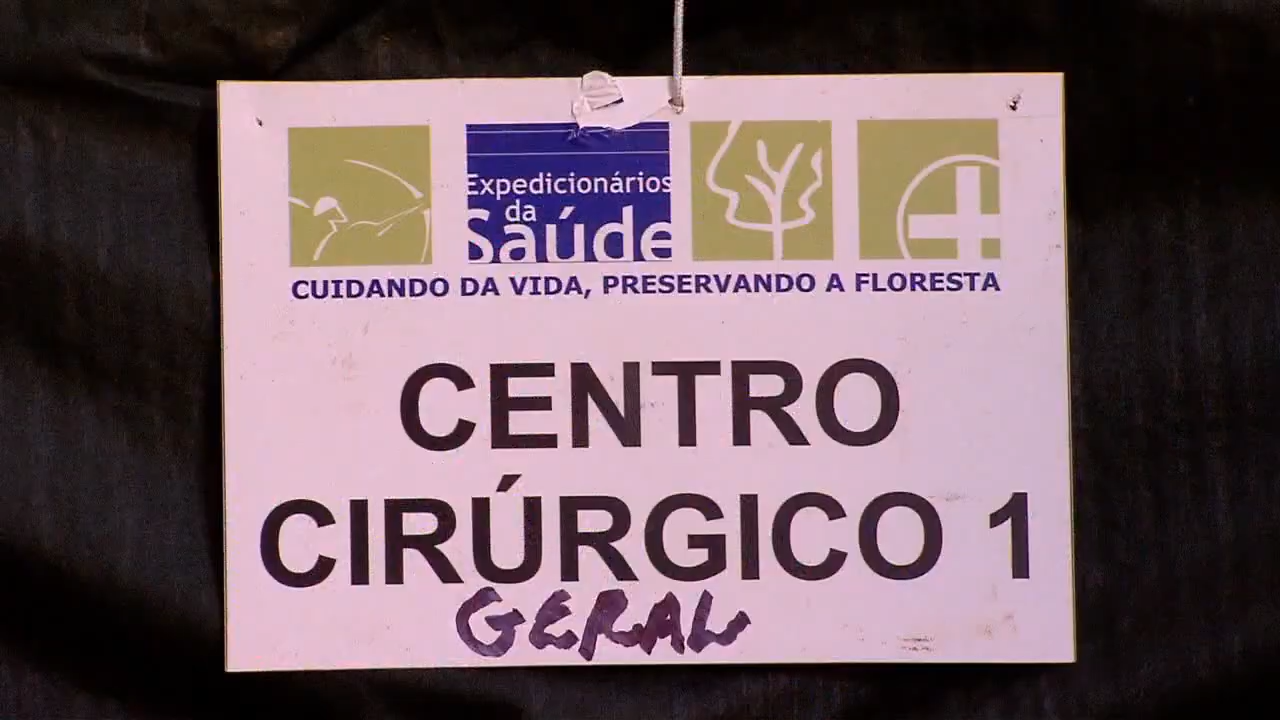 Expedicionários
da
Saúde
CUIDANDO DA VIDA, PRESERVANDO A FLORESTA
CENTRO
CIRÚRGICO 1
GERAL